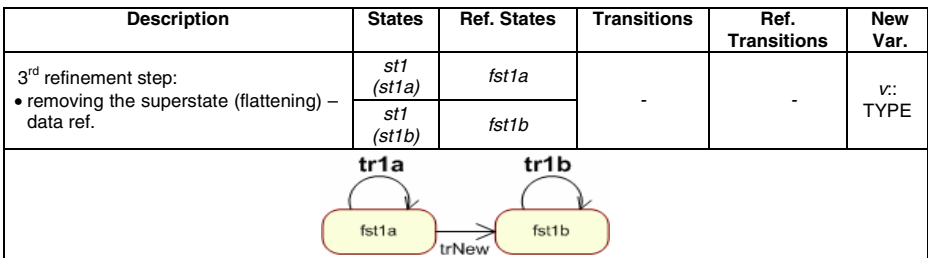 Description States Ref. States Transitions Ref. Transitions New Var.
3rd refinement step:
• removing the superstate (flattening) –
data ref.
st1
(st1a)
fst1a
st1
(st1b)
fst1b
-
-
v::
TYPE
tr1a
tr1b
fst1a
fst1b
trNew